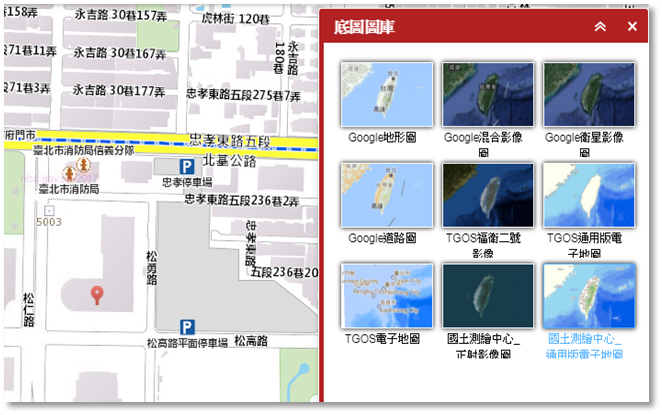 158弄
永吉路 30巷157弄
虎林街 120巷
永吉路 180巷
71巷11弄
永吉路 30巷167弄
71巷3弄
永吉路 30巷177弄
忠孝東路五段275巷7弄
府門市
忠孝東路五段
臺北市消防局信義分隊
北基公路
P
臺北市消防局
忠孝停車場
忠孝東路五段236巷2弄
5003
忠孝東路
五段236巷20
松勇路
松仁路
P
松高路平面停車場
松高路
底圖圖庫
Google地形圖
Google混合影像圖
Google衛星影像圖
Google道路圖
TGOS福衛二號影像
TGOS通用版電子地圖
TGOS電子地圖
國土測繪中心_正射影像圖
國土測繪中心_通用版電子地圖